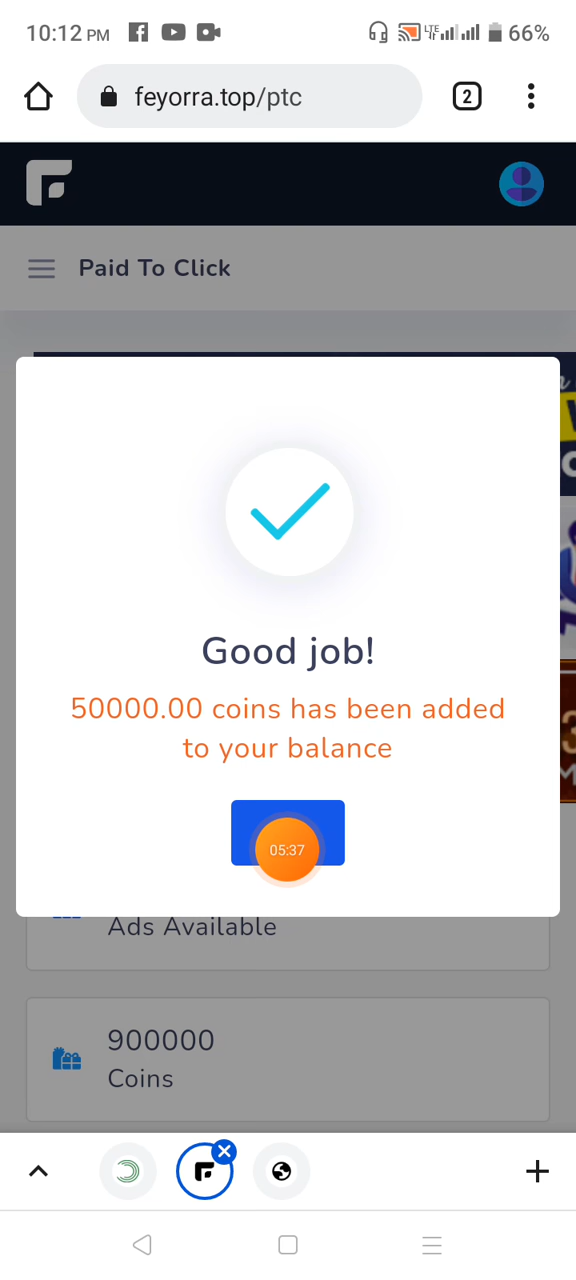 10:12 PM
LTE
66%
feyorra.top/ptc
2
Paid To Click
Good job!
50000.00 coins has been added
to your balance
05:37
Ads Available
900000
Coins